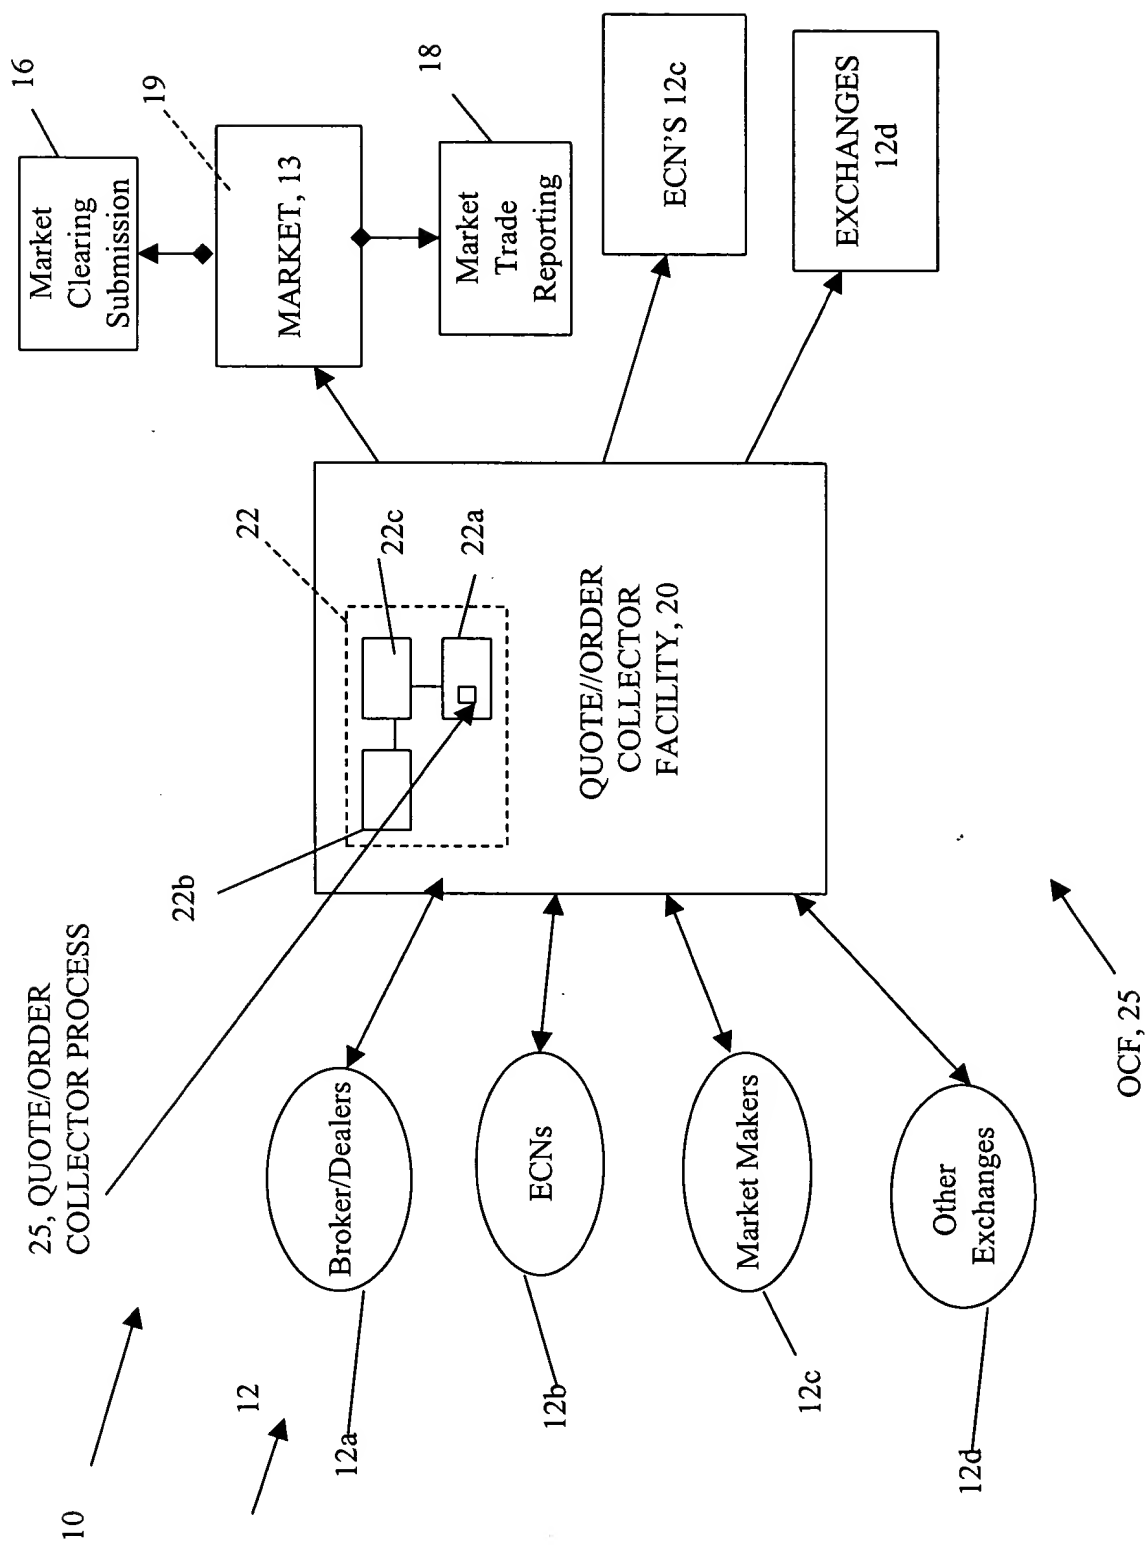 10
25, QUOTE/ORDER
COLLECTOR PROCESS
12
12a
Broker/Dealers
12b
ECNs
12c
Market Makers
12d
Other
Exchanges
22b
22
22c
22a
QUOTE//ORDER
COLLECTOR
FACILITY, 20
16
Market
Clearing
Submission
19
MARKET, 13
18
Market
Trade
Reporting
ECN'S 12c
EXCHANGES
12d
OCF, 25